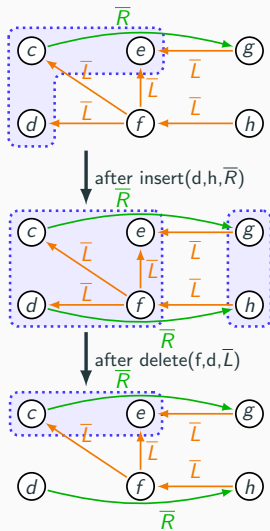 R̅
c e g
L̅ L̅
L̅
L̅ L̅
d f h
after insert(d,h,R̅)
R̅
c e g
L̅ L̅
L̅
L̅ L̅
d f h
R̅
after delete(f,d,L̅)
R̅
c e g
L̅ L̅
L̅
L̅
d f h
R̅